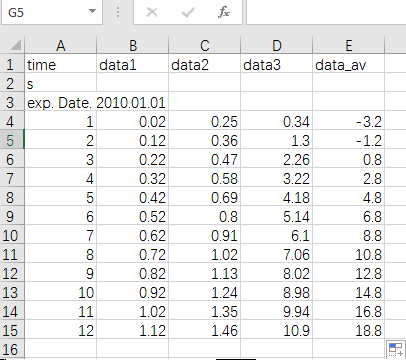 G5 fx
A B C D E
1 time data1 data2 data3 data_av
2 s
3 exp. Date. 2010.01.01
4 1 0.02 0.25 0.34 -3.2
5 2 0.12 0.36 1.3 -1.2
6 3 0.22 0.47 2.26 0.8
7 4 0.32 0.58 3.22 2.8
8 5 0.42 0.69 4.18 4.8
9 6 0.52 0.8 5.14 6.8
10 7 0.62 0.91 6.1 8.8
11 8 0.72 1.02 7.06 10.8
12 9 0.82 1.13 8.02 12.8
13 10 0.92 1.24 8.98 14.8
14 11 1.02 1.35 9.94 16.8
15 12 1.12 1.46 10.9 18.8
16